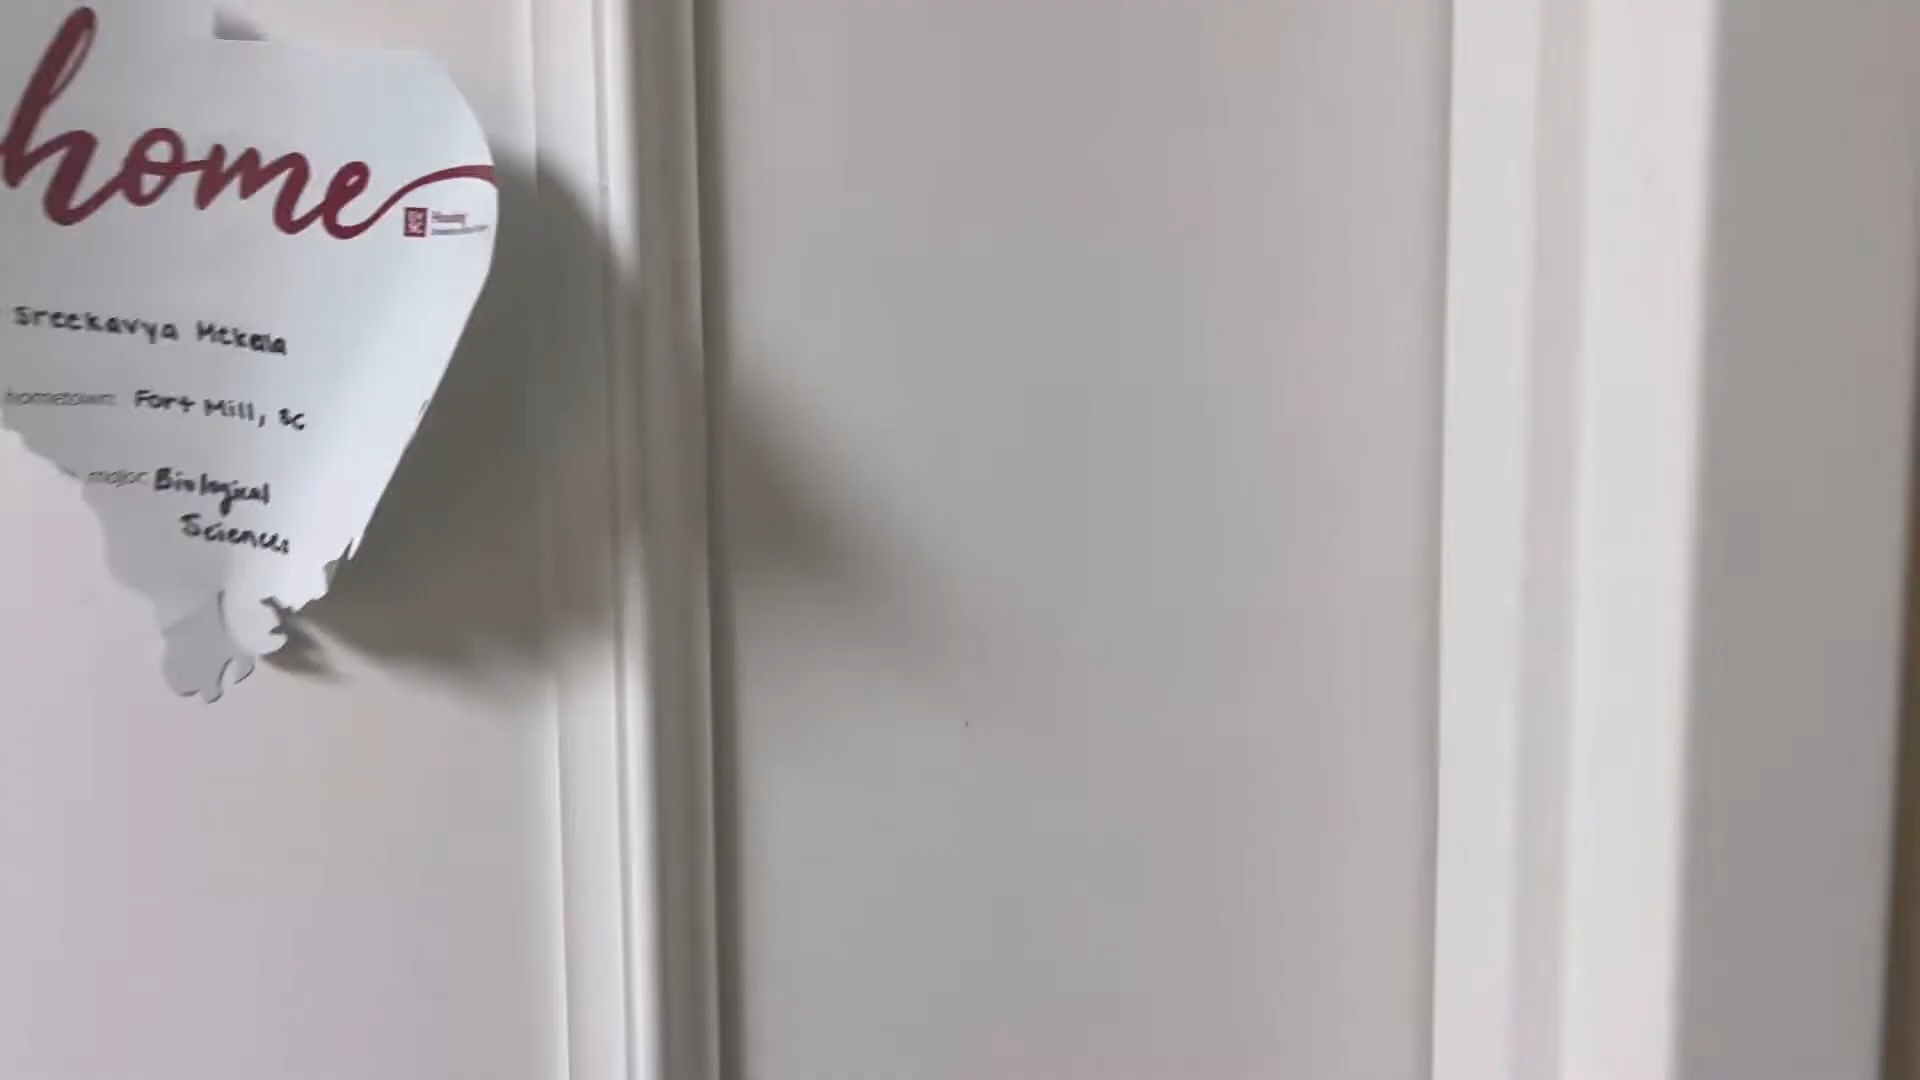 home
Sreekavya Mekala
hometown: Fort Mill, SC
major: Biological
Sciences